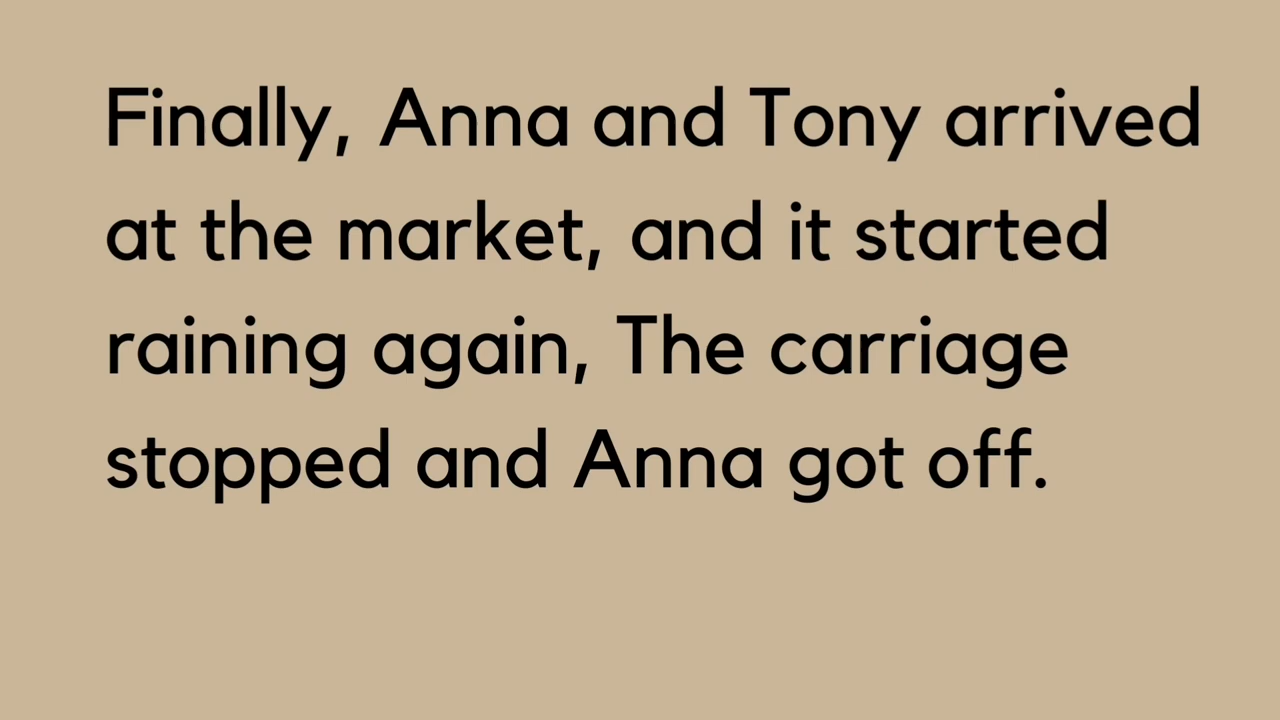 Finally, Anna and Tony arrived
at the market, and it started
raining again, The carriage
stopped and Anna got off.